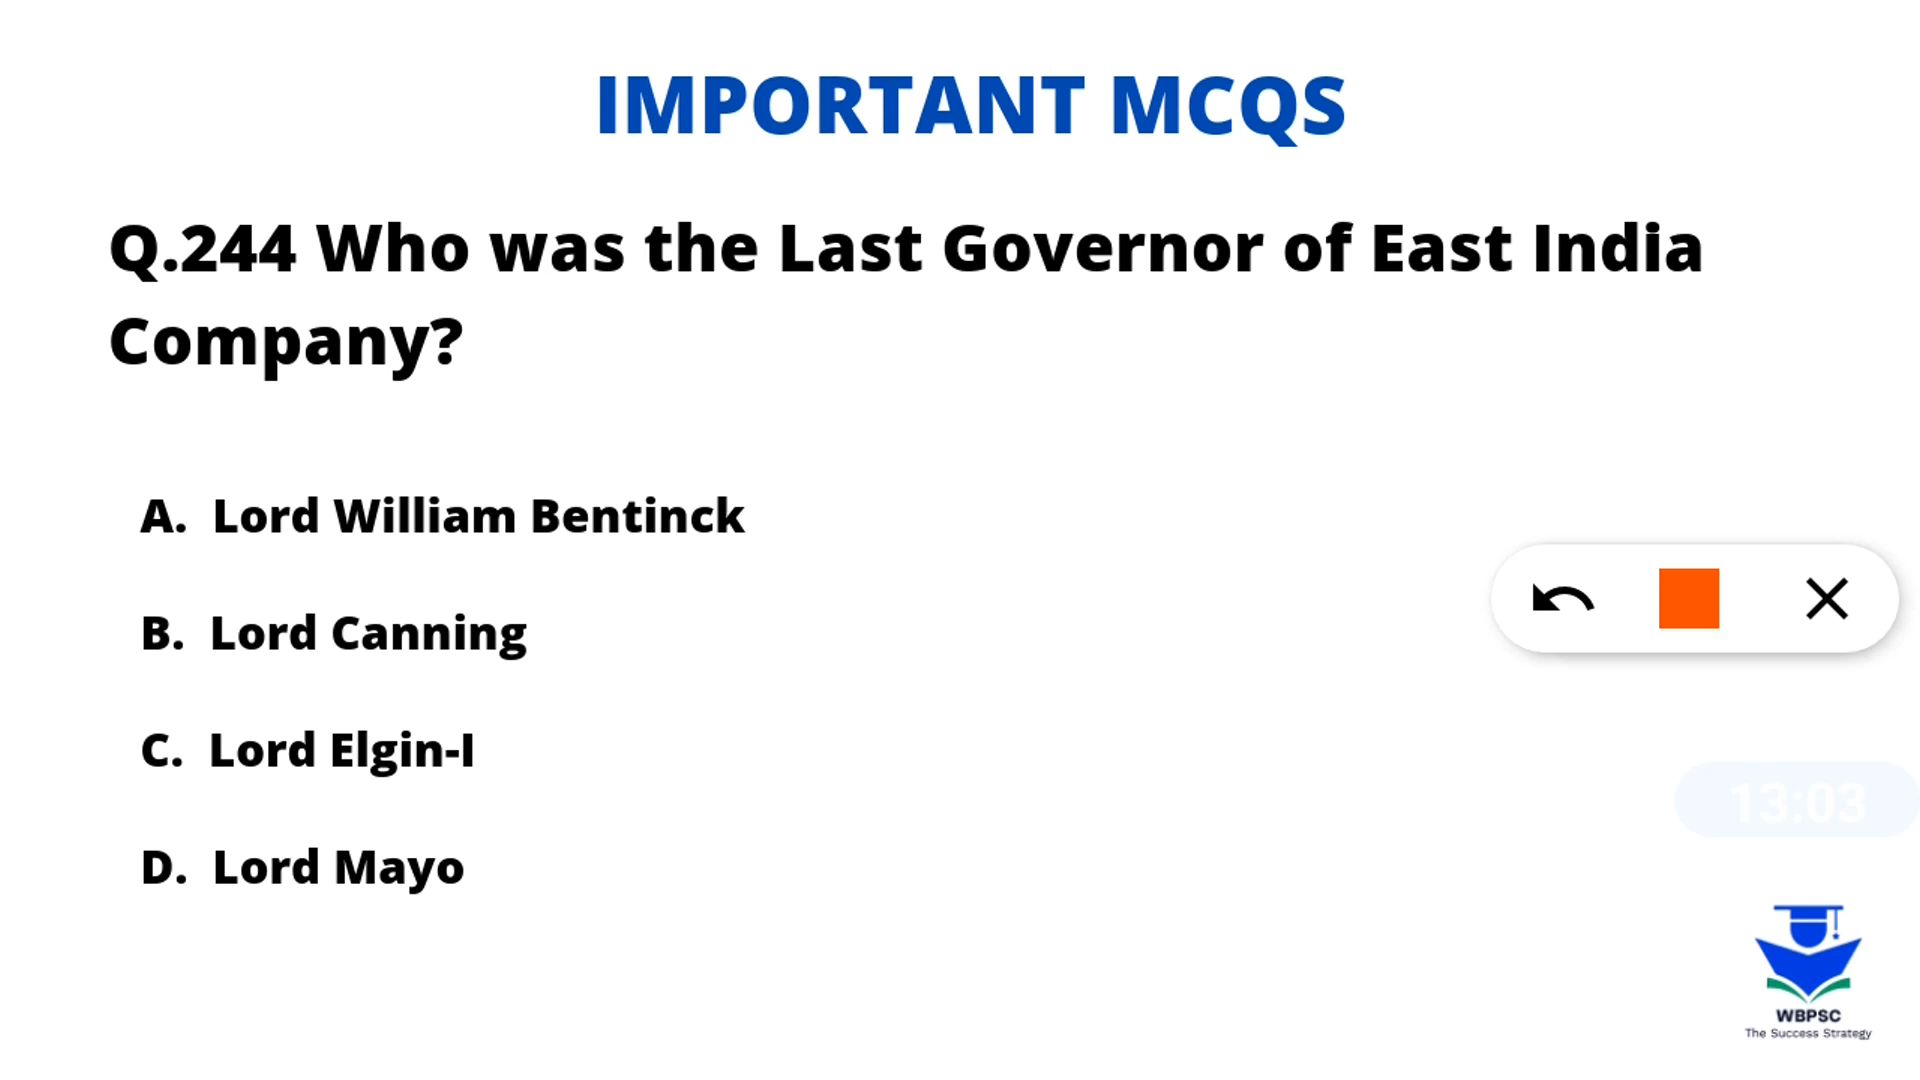 IMPORTANT MCQS
Q.244 Who was the Last Governor of East India
Company?
A. Lord William Bentinck
B. Lord Canning
C. Lord Elgin-I
D. Lord Mayo
13:03
WBPSC
The Success Strategy